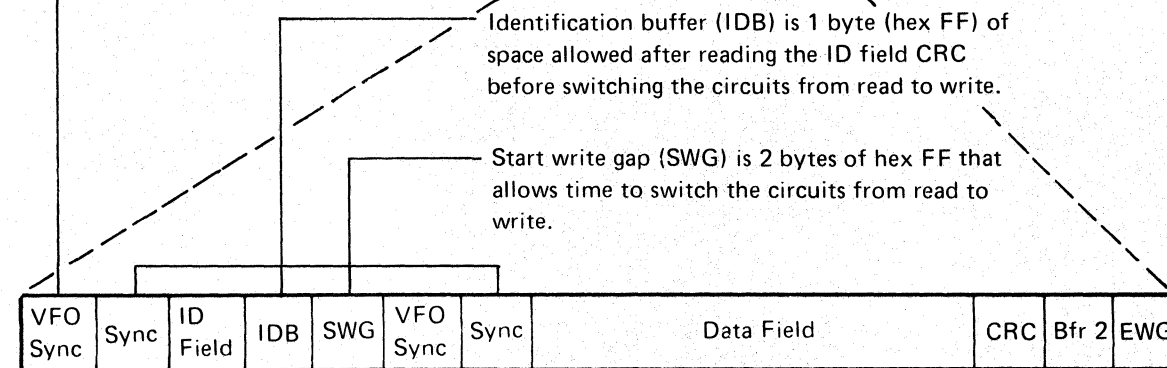 Identification buffer (IDB) is 1 byte (hex FF) of
space allowed after reading the ID field CRC
before switching the circuits from read to write.
Start write gap (SWG) is 2 bytes of hex FF that
allows time to switch the circuits from read to
write.
VFO Sync
Sync
ID Field
IDB
SWG
VFO Sync
Sync
Data Field
CRC
Bfr 2
EWG